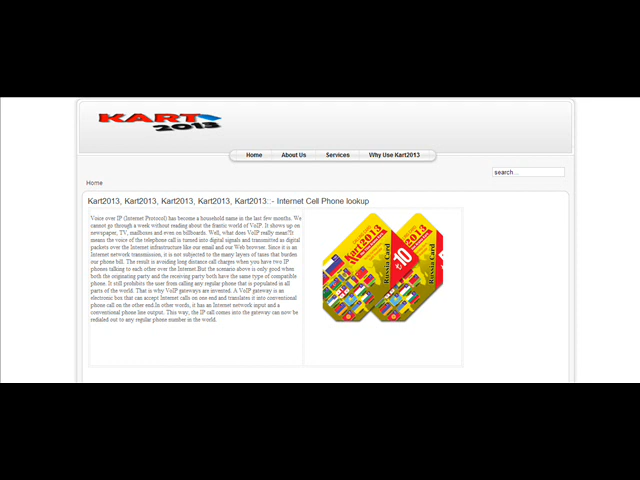 KART
2013
Home About Us Services Why Use Kart2013
search...
Home
Kart2013, Kart2013, Kart2013, Kart2013, Kart2013::- Internet Cell Phone lookup
Voice over IP (Internet Protocol) has become a household name in the last few months. We
cannot go through a week without reading about the frantic world of VoIP. It shows up on
newspaper, TV, mailboxes and even on billboards. Well, what does VoIP really mean?It
means the voice of the telephone call is turned into digital signals and transmitted as digital
packets over the Internet infrastructure like our email and our Web browser. Since it is an
Internet network transmission, it is not subjected to the many layers of taxes that burden
our phone bill. The result is avoiding long distance call charges when you have two IP
phones talking to each other over the Internet.But the scenario above is only good when
both the originating party and the receiving party both have the same type of compatible
phone. It still prohibits the user from calling any regular phone that is populated in all
parts of the world. That is why VoIP gateways are invented. A VoIP gateway is an
electronic box that can accept Internet calls on one end and translates it into conventional
phone call on the other end.In other words, it has an Internet network input and a
conventional phone line output. This way, the IP call comes into the gateway can now be
redialed out to any regular phone number in the world.
Kart2013
Russia Card
10
Kart2013
Russia Card